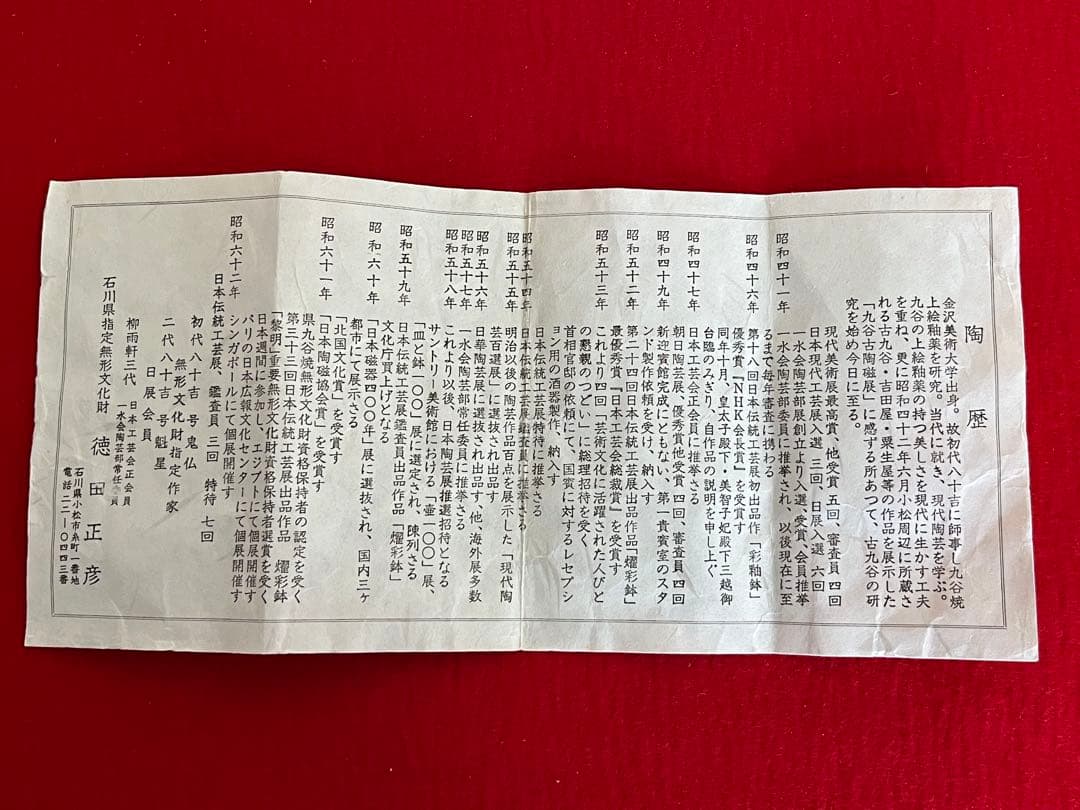 陶歴
金沢美術大学出身。故初代八十吉に師事し九谷焼
上絵釉薬を研究。当代に就き、現代陶芸を学ぶ。
九谷の上絵釉薬の持つ美しさを現代に生かす工夫
を重ね、更に昭和四十二年六月小松周辺に所蔵さ
れる古九谷・吉田屋・粟生屋等の作品を展示した
「九谷古陶磁展」に感ずる所あつて、古九谷の研
究を始め今日に至る。
現代美術展最高賞、他受賞 五回、審査員 四回
日本現代工芸展入選 三回、日展入選 六回
昭和四十一年 一水会陶芸部展創立より入選、受賞・会員推挙
一水会陶芸部委員に推挙され、以後現在に至
るまで毎年審査に携わる
昭和四十六年 第十八回日本伝統工芸展初出品作「彩釉鉢」
優秀賞「NHK会長賞」を受賞す
同年十月、皇太子殿下・美智子妃殿下三越御
台臨のみぎり、自作品の説明を申し上ぐ
昭和四十七年 日本工芸会正会員に推挙さる
朝日陶芸展、優秀賞他受賞 四回、審査員 四回
昭和四十九年 新迎賓館完成にともない、第一貴賓室のスタ
ンド製作依頼を受け、納入す
昭和五十二年 第二十四回日本伝統工芸展出品作「燿彩鉢」
最優秀賞「日本工芸会総裁賞」を受賞す
昭和五十三年 これより四回「芸術文化に活躍された人びと
の懇親のつどい」に総理招待を受く
首相官邸の依頼にて、国賓に対するレセプシ
ョン用の酒器製作、納入す
日本伝統工芸展特待に推挙さる
昭和五十四年 日本伝統工芸展鑑査員に推挙さる
昭和五十五年 明治以後の陶芸作品百点を展示した「現代陶
芸百選展」に選抜され出品す
昭和五十六年 日華陶芸展に選抜され出品す、他、海外展多数
昭和五十七年 一水会陶芸部常任委員に推挙さる
昭和五十八年 これより以後、日本陶芸展推選招待となる
サントリー美術館における「壷一〇〇」展、
「皿と鉢一〇〇」展に選定され、陳列さる
昭和五十九年 日本伝統工芸展鑑査員出品作品「燿彩鉢」
文化庁買上げとなる
昭和六十年 「日本磁器四〇〇年」展に選抜され、国内三ヶ
都市にて展示さる
「北国文化賞」を受賞す
昭和六十一年 「日本陶磁協会賞」を受賞す
県九谷焼無形文化財資格保持者の認定を受く
第三十三回日本伝統工芸展出品作品 燿彩鉢
「黎明」重要無形文化財資格保持者選賞を受く
日本週間に参加し、エジプトにて個展開催す
パリの日本広報文化センターにて個展開催す
昭和六十二年 シンガポールにて個展開催す
日本伝統工芸展、鑑査員 三回 特待 七回
初代八十吉 号鬼仏
無形文化財指定作家
二代八十吉 号魁星
日展会員
柳雨軒三代 日本工芸会正会員
一水会陶芸部常任委員
石川県指定無形文化財
徳田正彦
石川県小松市糸町一番地
電話 二二-〇四四三番